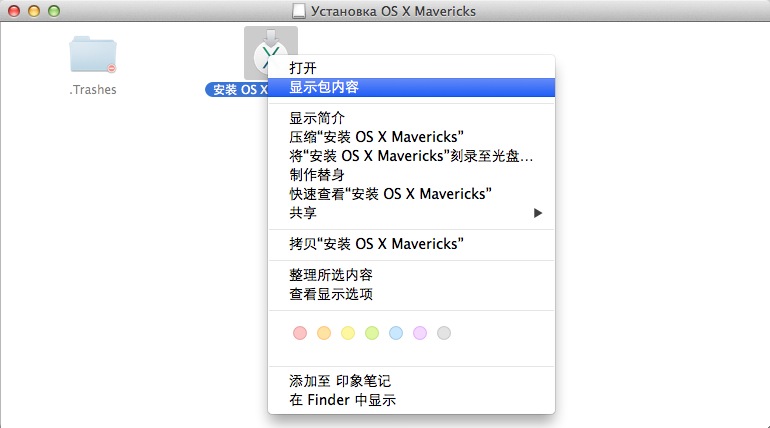 Установка OS X Mavericks
.Trashes
安装 OS X
打开
显示包内容
显示简介
压缩“安装 OS X Mavericks”
将“安装 OS X Mavericks”刻录至光盘...
制作替身
快速查看“安装 OS X Mavericks”
共享
拷贝“安装 OS X Mavericks”
整理所选内容
查看显示选项
添加至 印象笔记
在 Finder 中显示